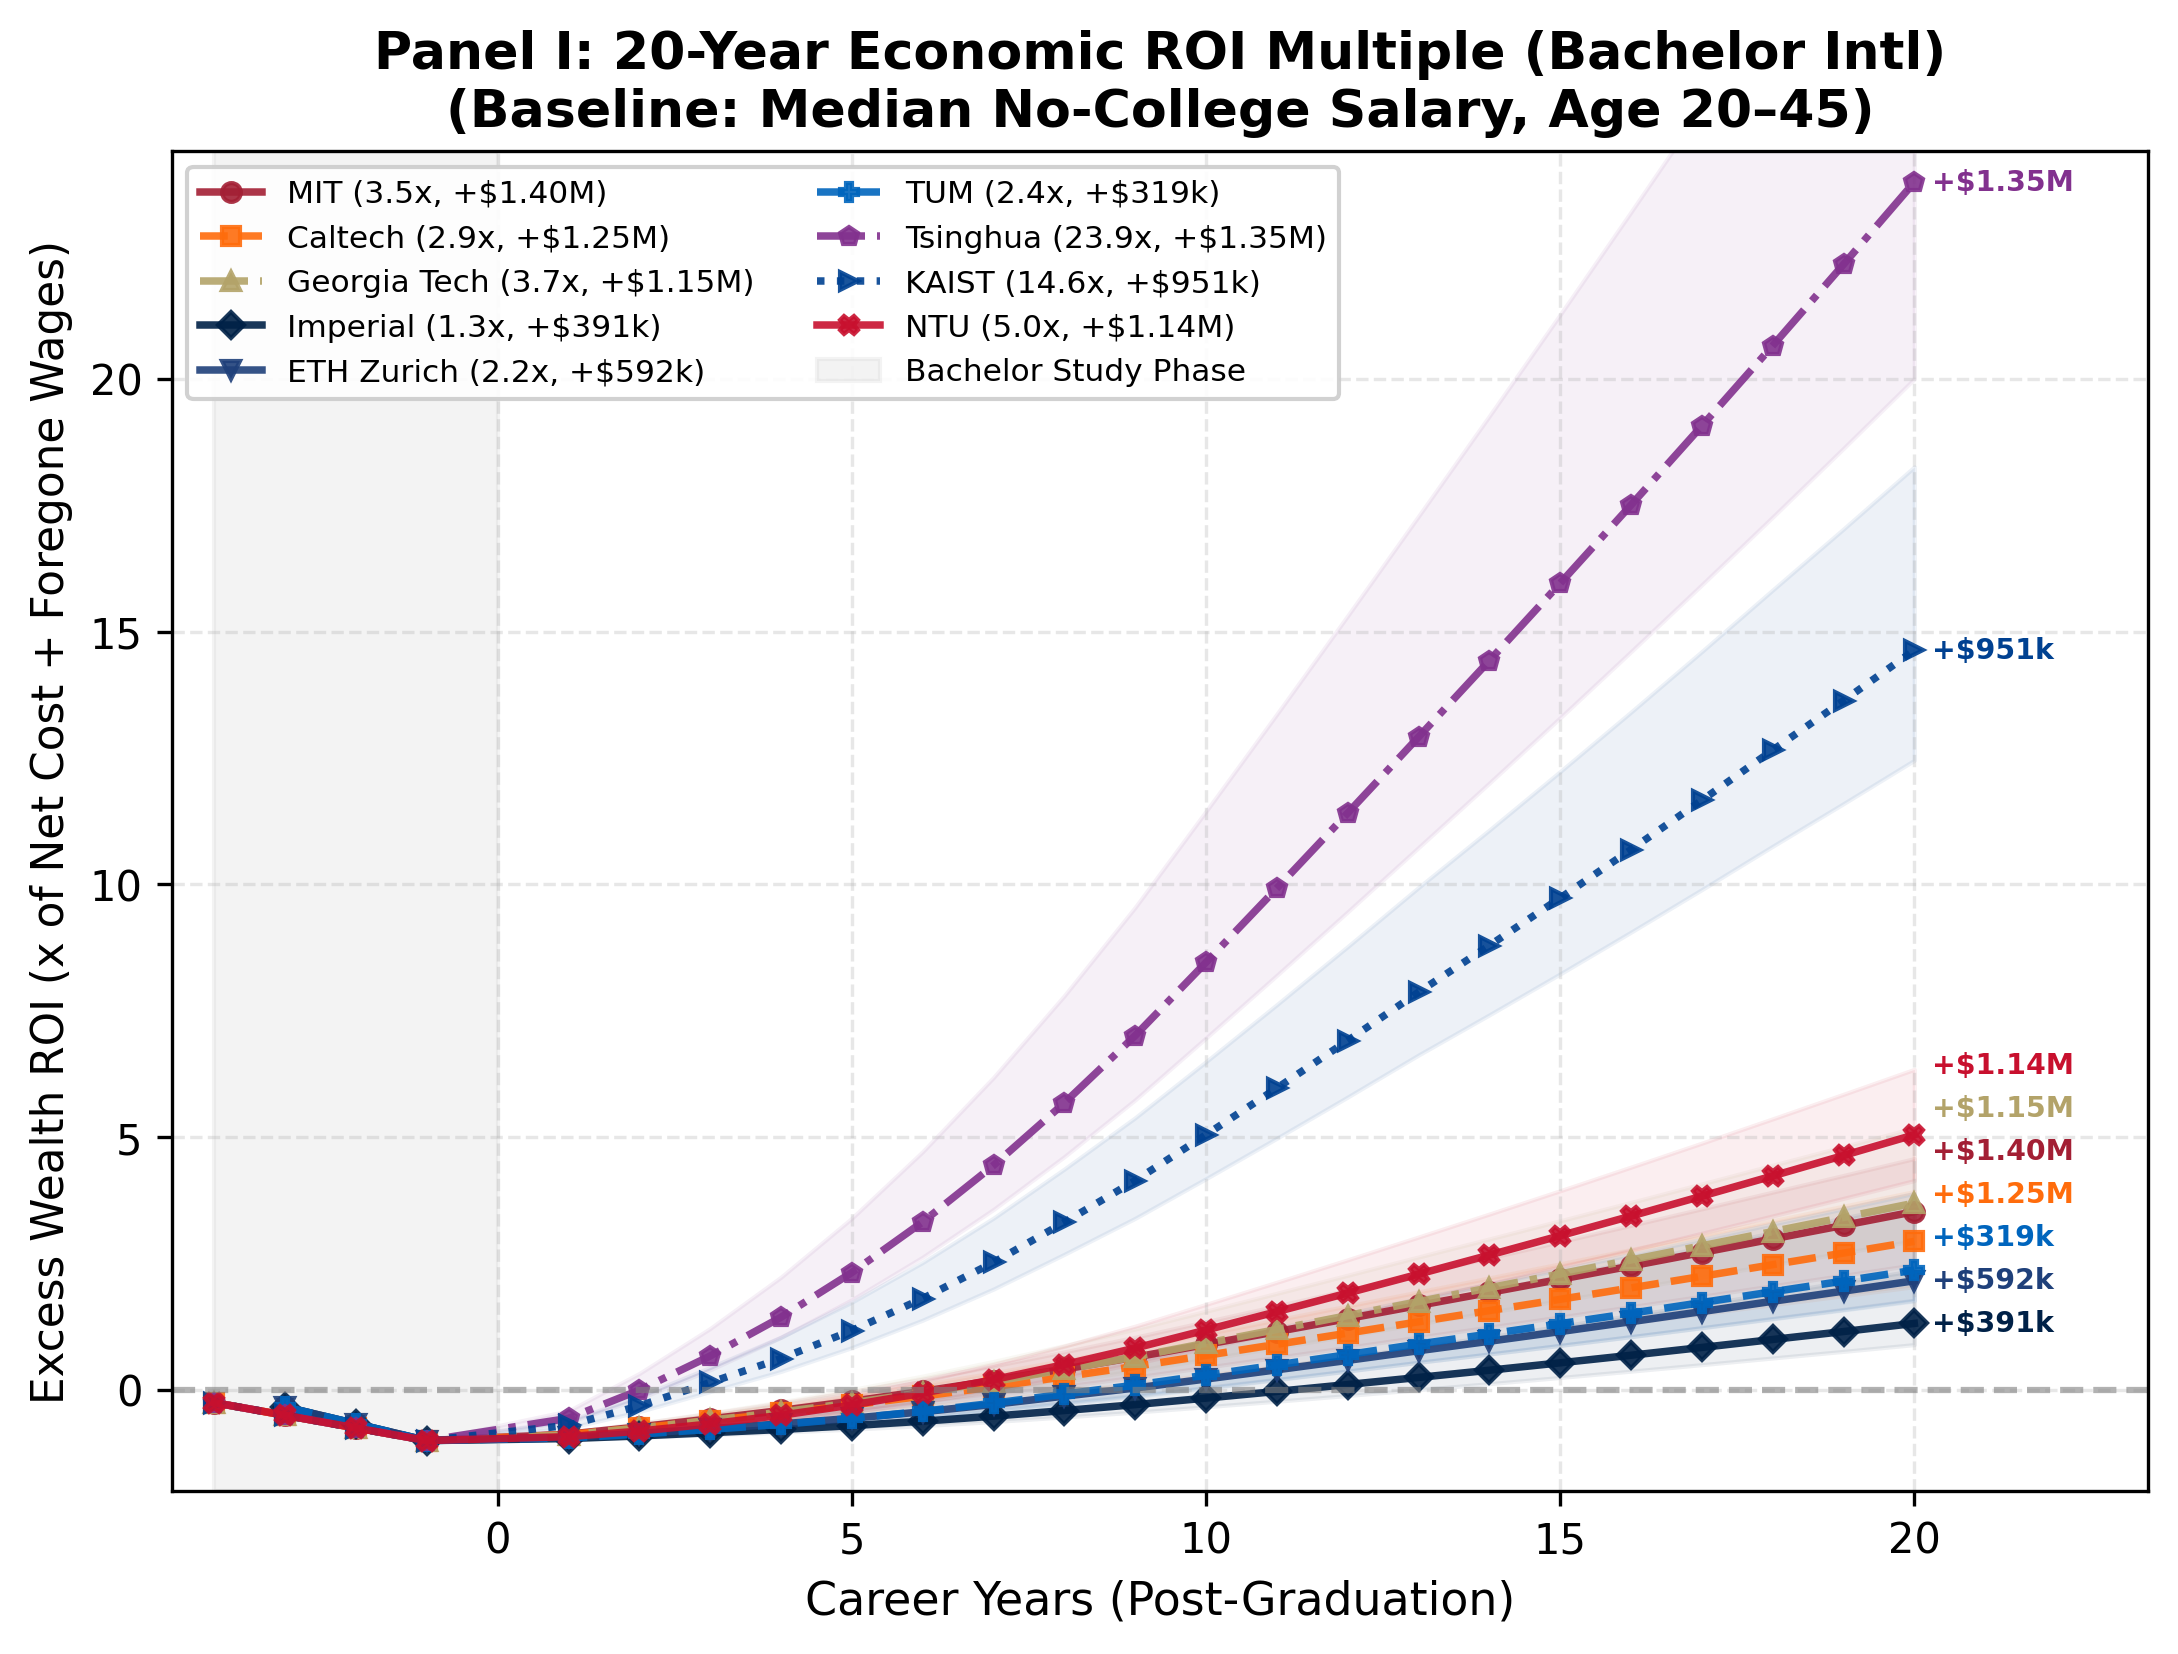 Panel I: 20-Year Economic ROI Multiple (Bachelor Intl)
(Baseline: Median No-College Salary, Age 20–45)
Excess Wealth ROI (x of Net Cost + Foregone Wages)
MIT (3.5x, +$1.40M)
Caltech (2.9x, +$1.25M)
Georgia Tech (3.7x, +$1.15M)
Imperial (1.3x, +$391k)
ETH Zurich (2.2x, +$592k)
TUM (2.4x, +$319k)
Tsinghua (23.9x, +$1.35M)
KAIST (14.6x, +$951k)
NTU (5.0x, +$1.14M)
Bachelor Study Phase
20
15
10
5
0
+$1.35M
+$951k
+$1.14M
+$1.15M
+$1.40M
+$1.25M
+$319k
+$592k
+$391k
0
5
10
15
20
Career Years (Post-Graduation)